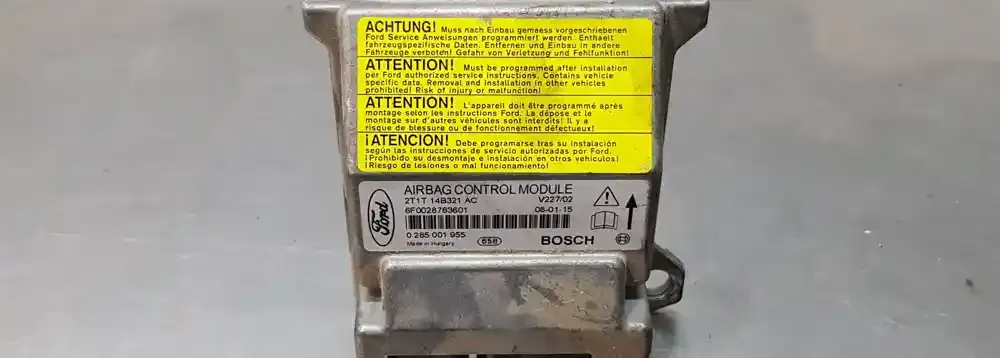 ACHTUNG! Muss nach Einbau gemaess vorgeschriebenen
Ford Service Anweisungen programmiert werden. Enthaelt
fahrzeugspezifische Daten. Entfernen und Einbau in andere
Fahrzeuge verboten! Gefahr von Verletzung und Fehlfunktion!
ATTENTION! Must be programmed after installation
per Ford authorized service instructions. Contains vehicle
specific data. Removal and installation in other vehicles
prohibited! Risk of injury or malfunction!
ATTENTION! L'appareil doit être programmé après
montage selon les instructions Ford. La dépose et le
montage sur d'autres véhicules sont interdits! Il y a
risque de blessure ou de fonctionnement défectueux!
¡ATENCION! Debe programarse tras su instalación
según las instrucciones de servicio autorizadas por Ford.
¡Prohibido su desmontaje e instalación en otros vehículos!
¡Riesgo de lesiones o mal funcionamiento!
AIRBAG CONTROL MODULE
2T1T 14B321 AC V227/02
6F0028763601 08-01-15
Ford
0 285 001 955
Made in Hungary 658 BOSCH